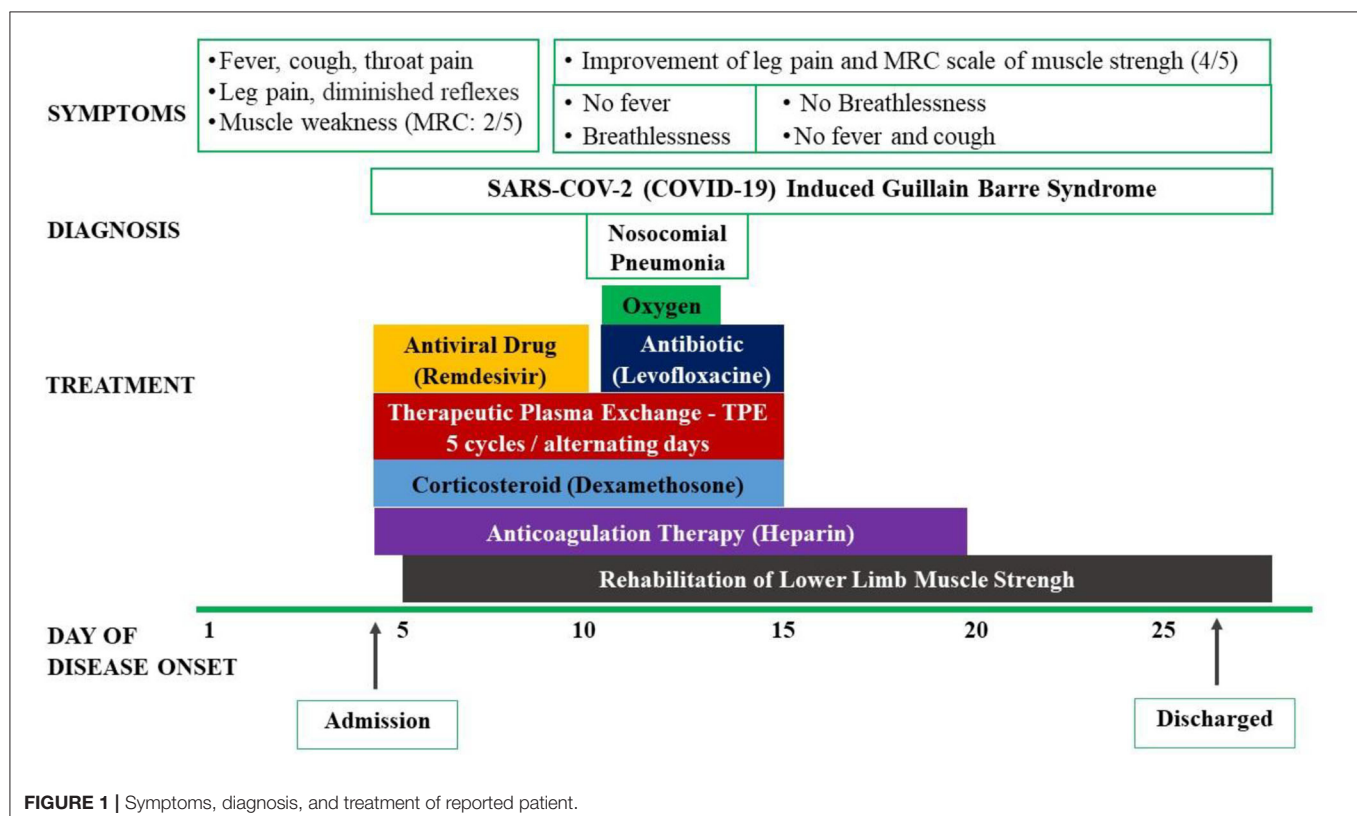 SYMPTOMS
•Fever, cough, throat pain
•Leg pain, diminished reflexes
•Muscle weakness (MRC: 2/5)
• Improvement of leg pain and MRC scale of muscle strengh (4/5)
• No fever
• Breathlessness
• No Breathlessness
•No fever and cough
DIAGNOSIS
SARS-COV-2 (COVID-19) Induced Guillain Barre Syndrome
Nosocomial
Pneumonia
TREATMENT
Oxygen
Antiviral Drug
(Remdesivir)
Antibiotic
(Levofloxacine)
Therapeutic Plasma Exchange - TPE
5 cycles / alternating days
Corticosteroid (Dexamethosone)
Anticoagulation Therapy (Heparin)
Rehabilitation of Lower Limb Muscle Strengh
DAY OF
DISEASE ONSET
1 5 10 15 20 25
Admission
Discharged
FIGURE 1 | Symptoms, diagnosis, and treatment of reported patient.